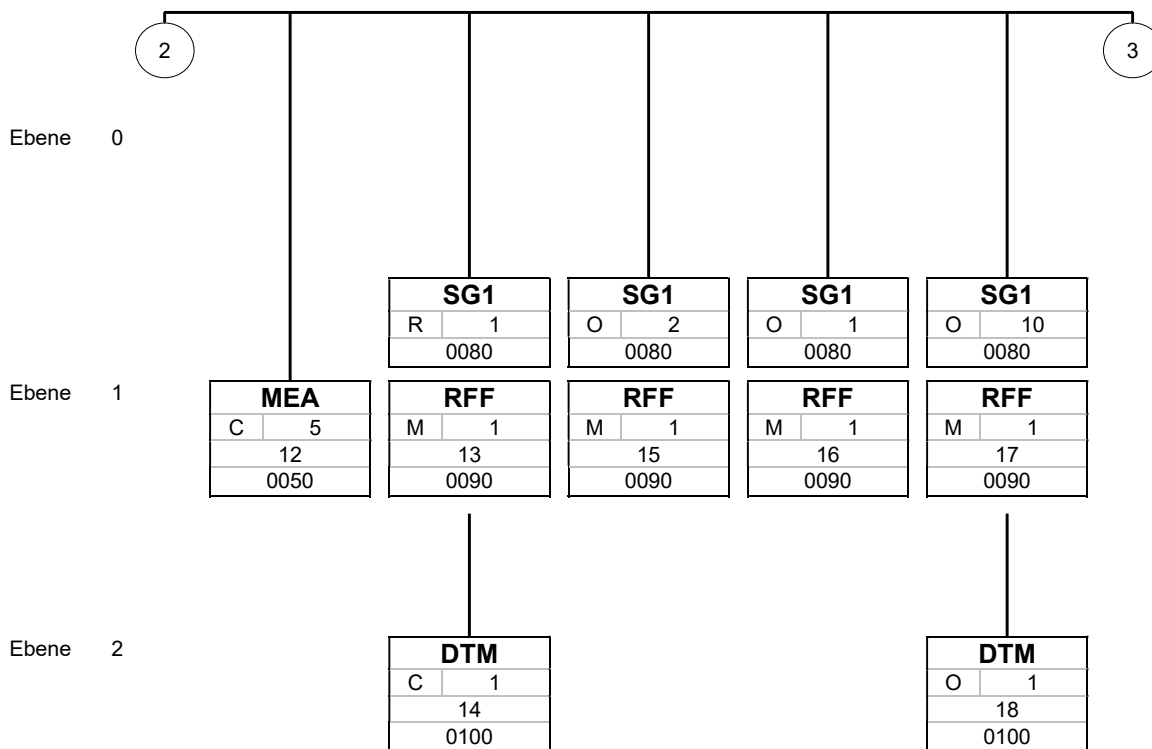 2 3
Ebene 0
SG1 SG1 SG1 SG1
R 1 O 2 O 1 O 10
0080 0080 0080 0080
Ebene 1 MEA RFF RFF RFF RFF
C 5 M 1 M 1 M 1 M 1
12 13 15 16 17
0050 0090 0090 0090 0090
Ebene 2 DTM DTM
C 1 O 1
14 18
0100 0100